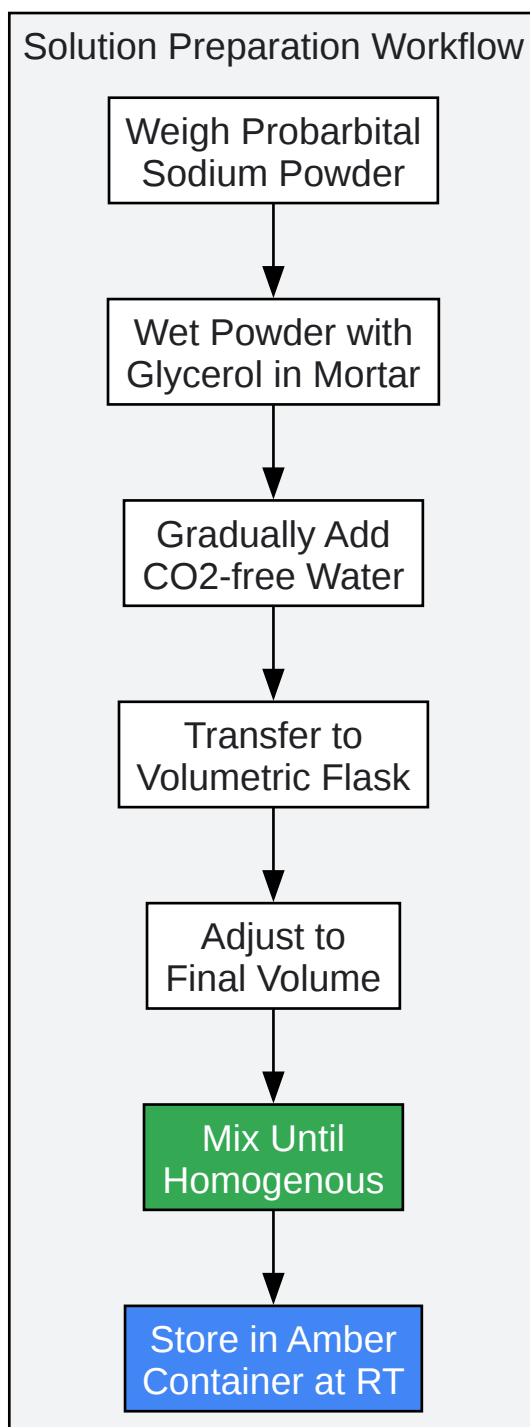 Solution Preparation Workflow
Weigh Probarbital
Sodium Powder
Wet Powder with
Glycerol in Mortar
Gradually Add
CO2-free Water
Transfer to
Volumetric Flask
Adjust to
Final Volume
Mix Until
Homogenous
Store in Amber
Container at RT